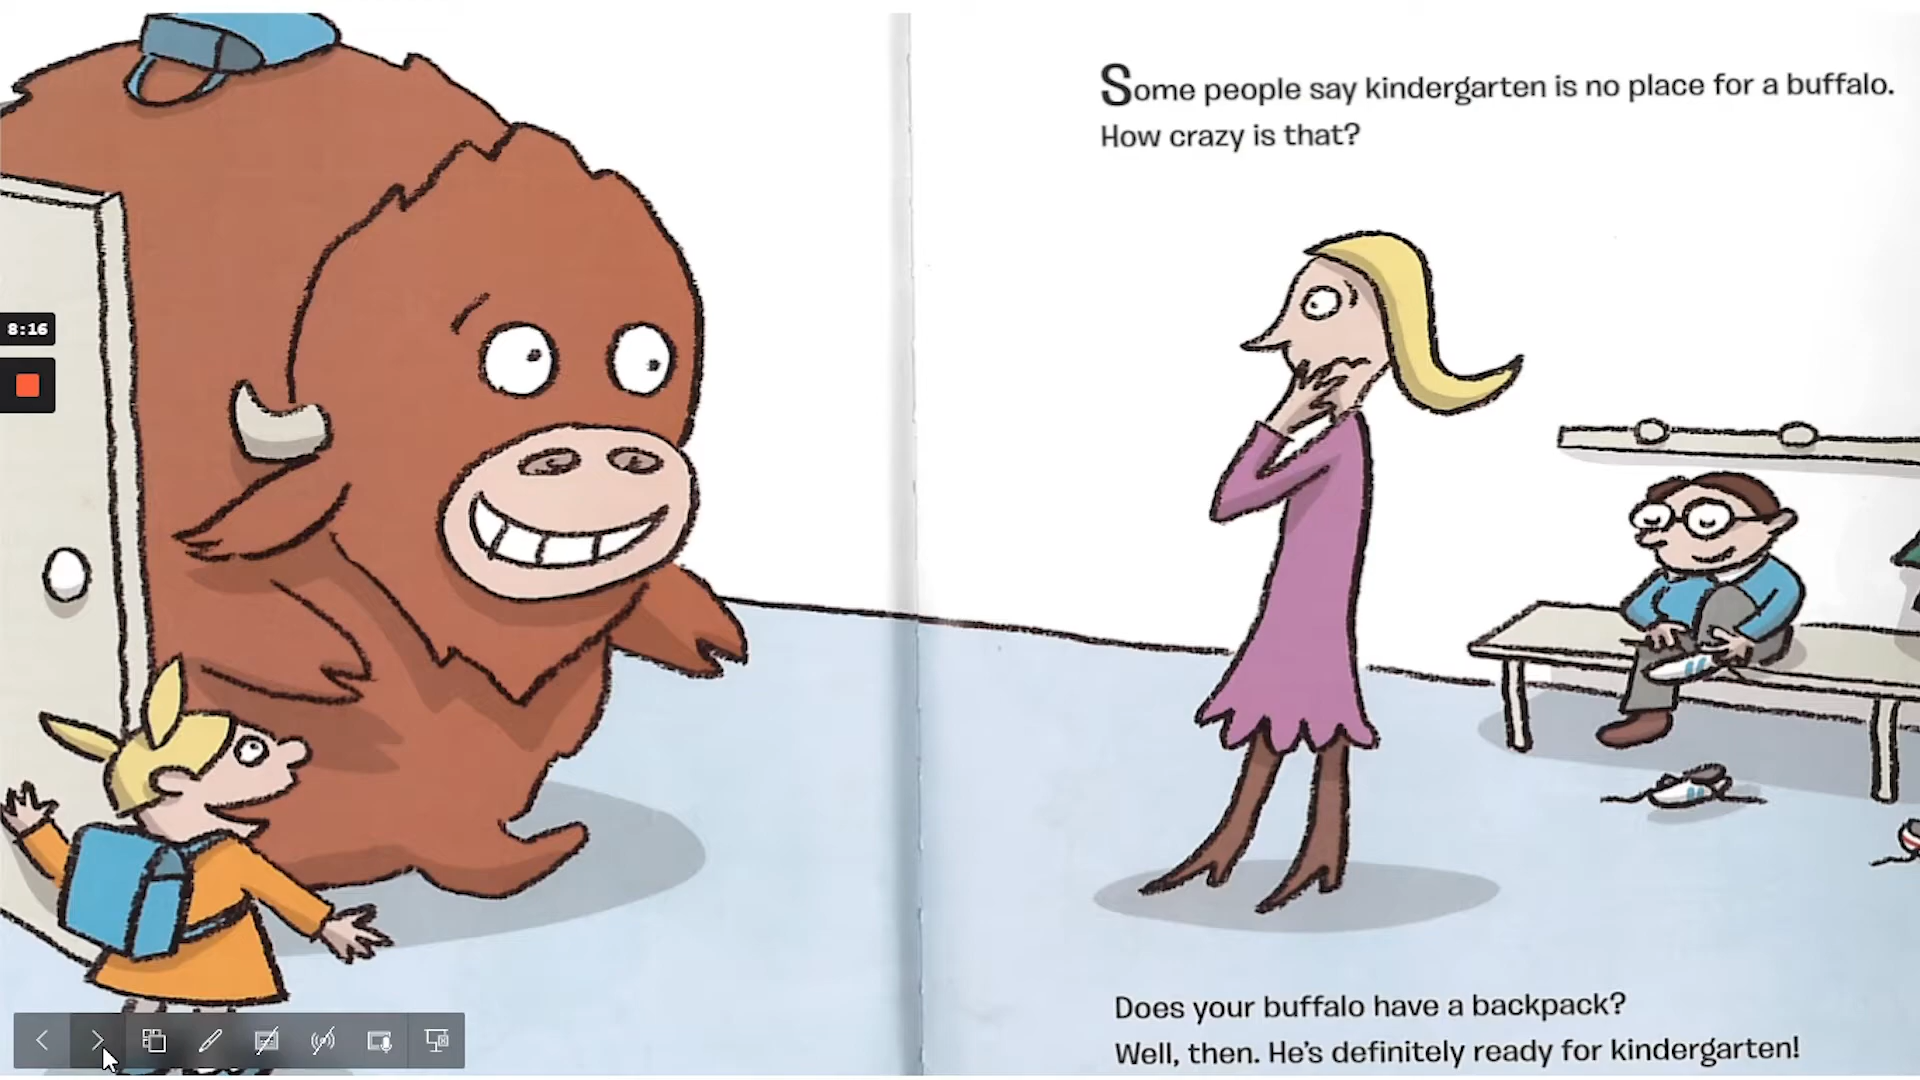 Some people say kindergarten is no place for a buffalo.
How crazy is that?
8:16
Does your buffalo have a backpack?
Well, then. He's definitely ready for kindergarten!